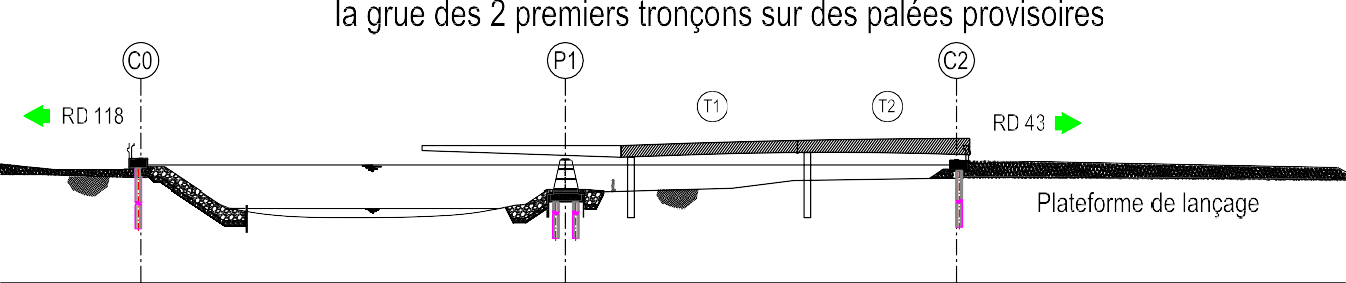 la grue des 2 premiers tronçons sur des palées provisoires
C0
P1
C2
T1
T2
RD 118
RD 43
Plateforme de lançage